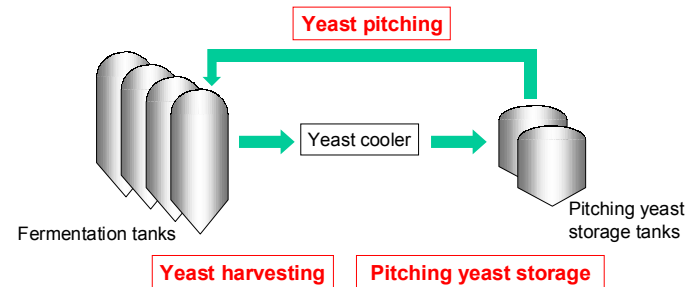 Yeast pitching
Yeast cooler
Fermentation tanks
Pitching yeast
storage tanks
Yeast harvesting
Pitching yeast storage